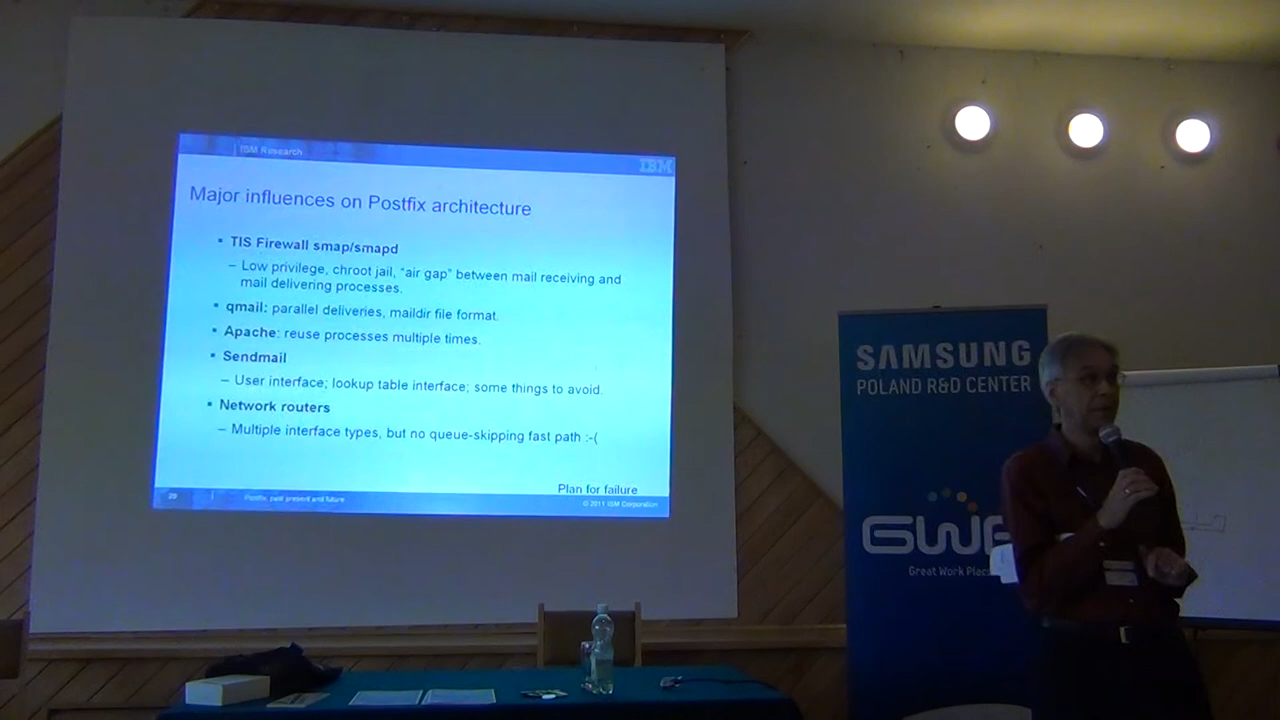 IBM Research
IBM
Major influences on Postfix architecture
▪ TIS Firewall smap/smapd
– Low privilege, chroot jail, "air gap" between mail receiving and
mail delivering processes.
▪ qmail: parallel deliveries, maildir file format.
▪ Apache: reuse processes multiple times.
▪ Sendmail
– User interface; lookup table interface; some things to avoid.
▪ Network routers
– Multiple interface types, but no queue-skipping fast path :-(
Plan for failure
Postfix, past present and future
© 2011 IBM Corporation
SAMSUNG
POLAND R&D CENTER
Great Work